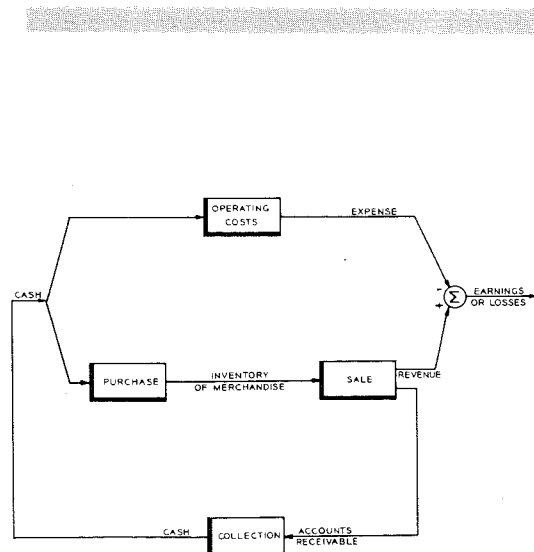 OPERATING
COSTS
EXPENSE
CASH
- 
+ Σ
EARNINGS
OR LOSSES
PURCHASE
INVENTORY
OF MERCHANDISE
SALE
REVENUE
CASH
COLLECTION
ACCOUNTS
RECEIVABLE